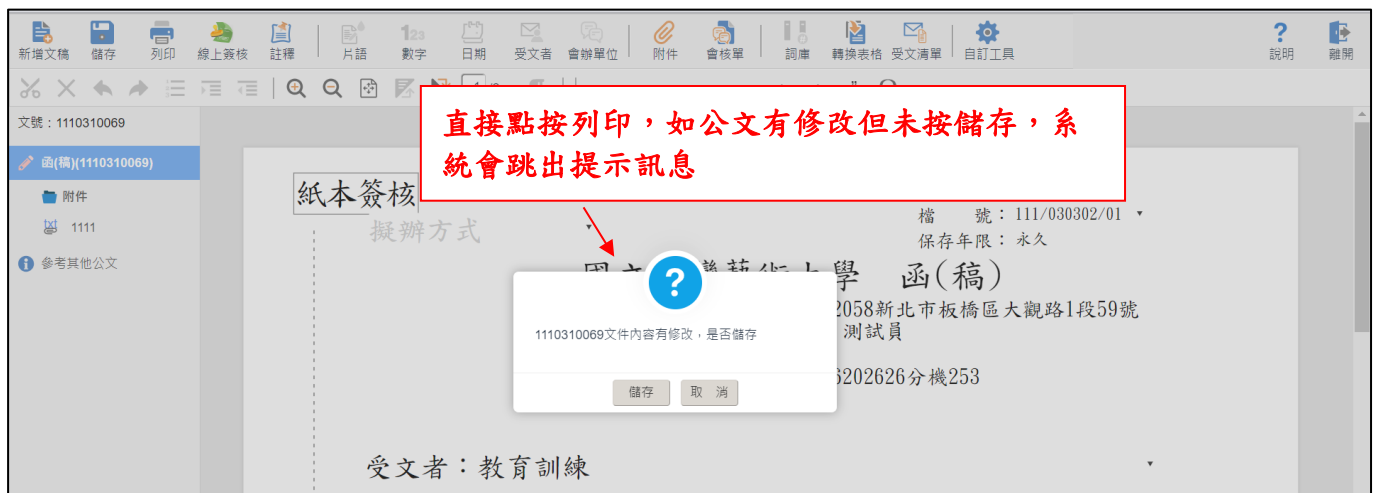 新增文稿 儲存 列印 線上簽核 註釋 片語 數字 日期 受文者 會辦單位 附件 會核單 詞庫 轉換表格 受文清單 自訂工具 說明 離開
文號：1110310069
直接點按列印，如公文有修改但未按儲存，系
統會跳出提示訊息
函(稿)(1110310069)
附件
1111
參考其他公文
紙本簽核
擬辦方式
檔 號：111/030302/01
保存年限：永久
學 函(稿)
2058新北市板橋區大觀路1段59號
測試員
6202626分機253
1110310069文件內容有修改，是否儲存
儲存 取 消
受文者：教育訓練